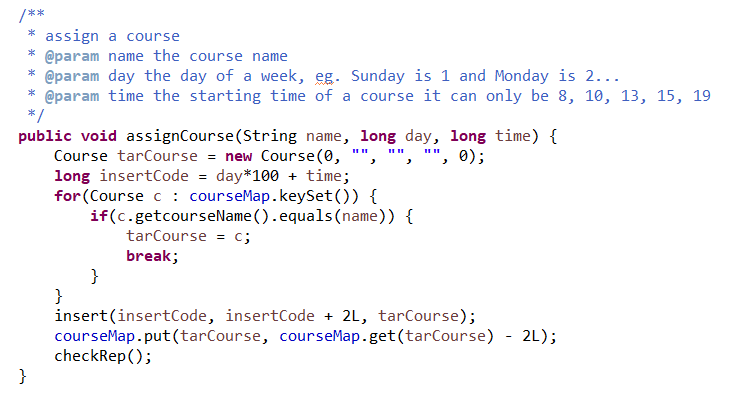 /**
 * assign a course
 * @param name the course name
 * @param day the day of a week, eg. Sunday is 1 and Monday is 2...
 * @param time the starting time of a course it can only be 8, 10, 13, 15, 19
 */
public void assignCourse(String name, long day, long time) {
    Course tarCourse = new Course(0, "", "", "", 0);
    long insertCode = day*100 + time;
    for(Course c : courseMap.keySet()) {
        if(c.getcourseName().equals(name)) {
            tarCourse = c;
            break;
        }
    }
    insert(insertCode, insertCode + 2L, tarCourse);
    courseMap.put(tarCourse, courseMap.get(tarCourse) - 2L);
    checkRep();
}